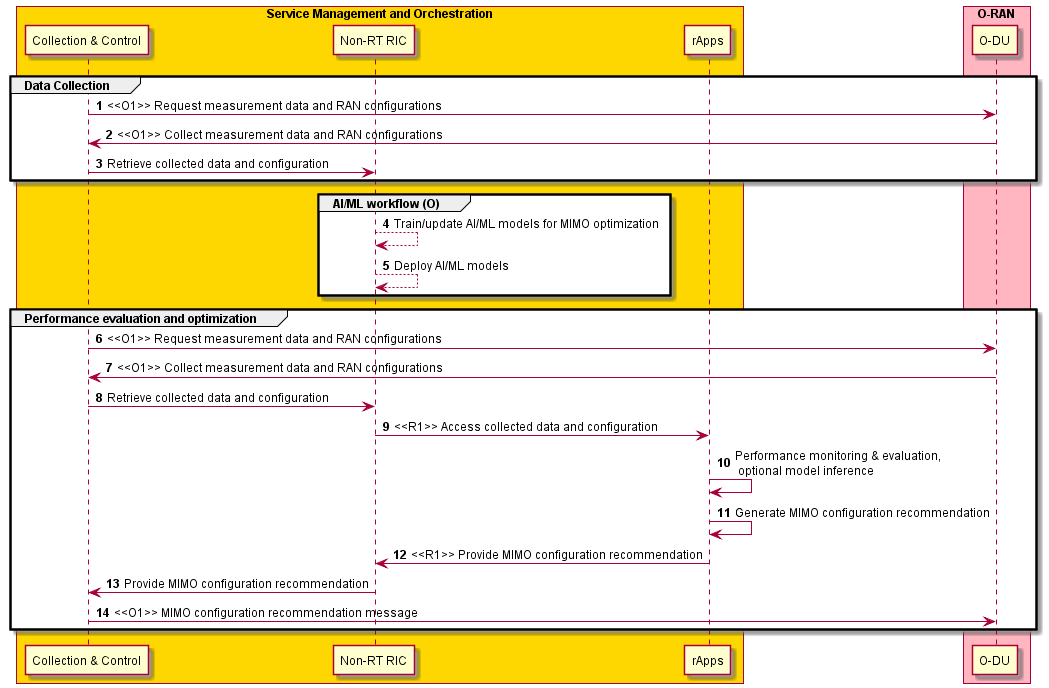 Service Management and Orchestration
O-RAN
Collection & Control
Non-RT RIC
rApps
O-DU
Data Collection
1 <<O1>> Request measurement data and RAN configurations
2 <<O1>> Collect measurement data and RAN configurations
3 Retrieve collected data and configuration
AI/ML workflow (O)
4 Train/update AI/ML models for MIMO optimization
5 Deploy AI/ML models
Performance evaluation and optimization
6 <<O1>> Request measurement data and RAN configurations
7 <<O1>> Collect measurement data and RAN configurations
8 Retrieve collected data and configuration
9 <<R1>> Access collected data and configuration
10 Performance monitoring & evaluation,
optional model inference
11 Generate MIMO configuration recommendation
12 <<R1>> Provide MIMO configuration recommendation
13 Provide MIMO configuration recommendation
14 <<O1>> MIMO configuration recommendation message
Collection & Control
Non-RT RIC
rApps
O-DU